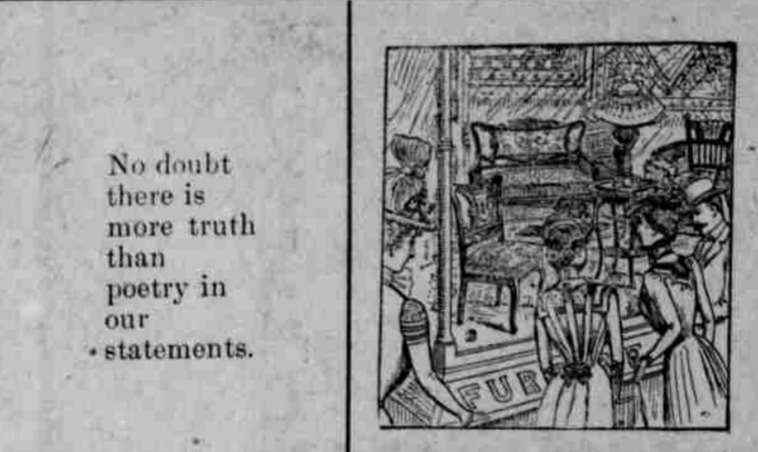 No doubt
there is
more truth
than
poetry in
our
statements.
FUR